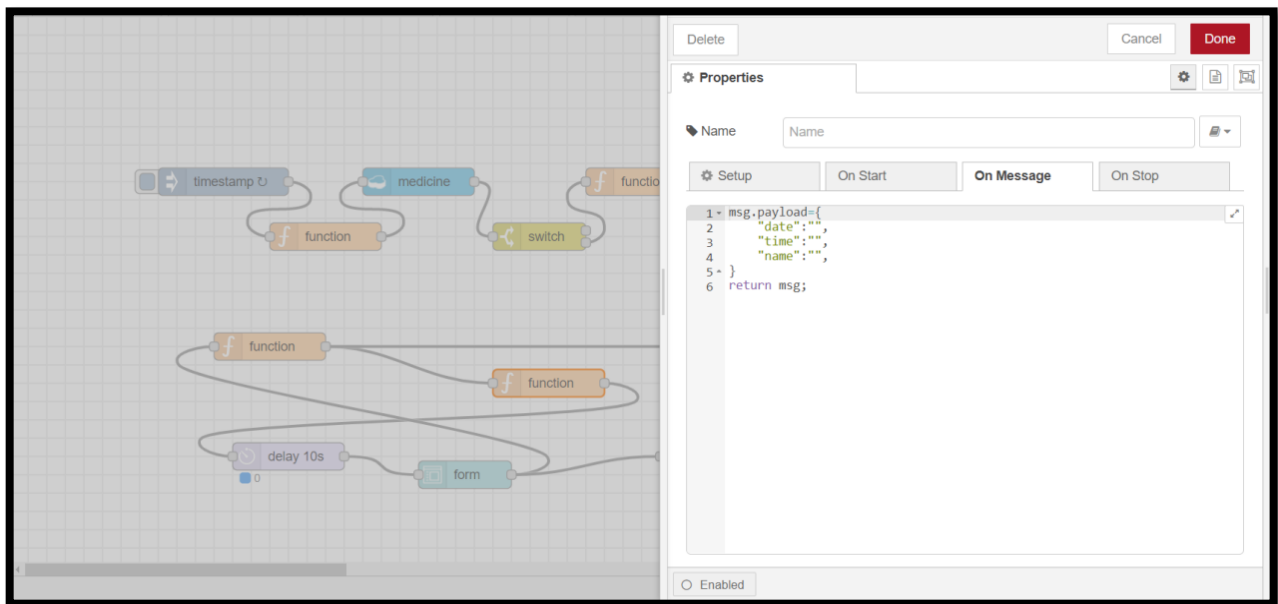 Delete
Cancel
Done
Properties
Name
Name
Setup
On Start
On Message
On Stop
1 msg.payload={
2 "date":"",
3 "time":"",
4 "name":"",
5 }
6 return msg;
Enabled
timestamp ↻
medicine
functio
function
switch
function
function
delay 10s
form
0